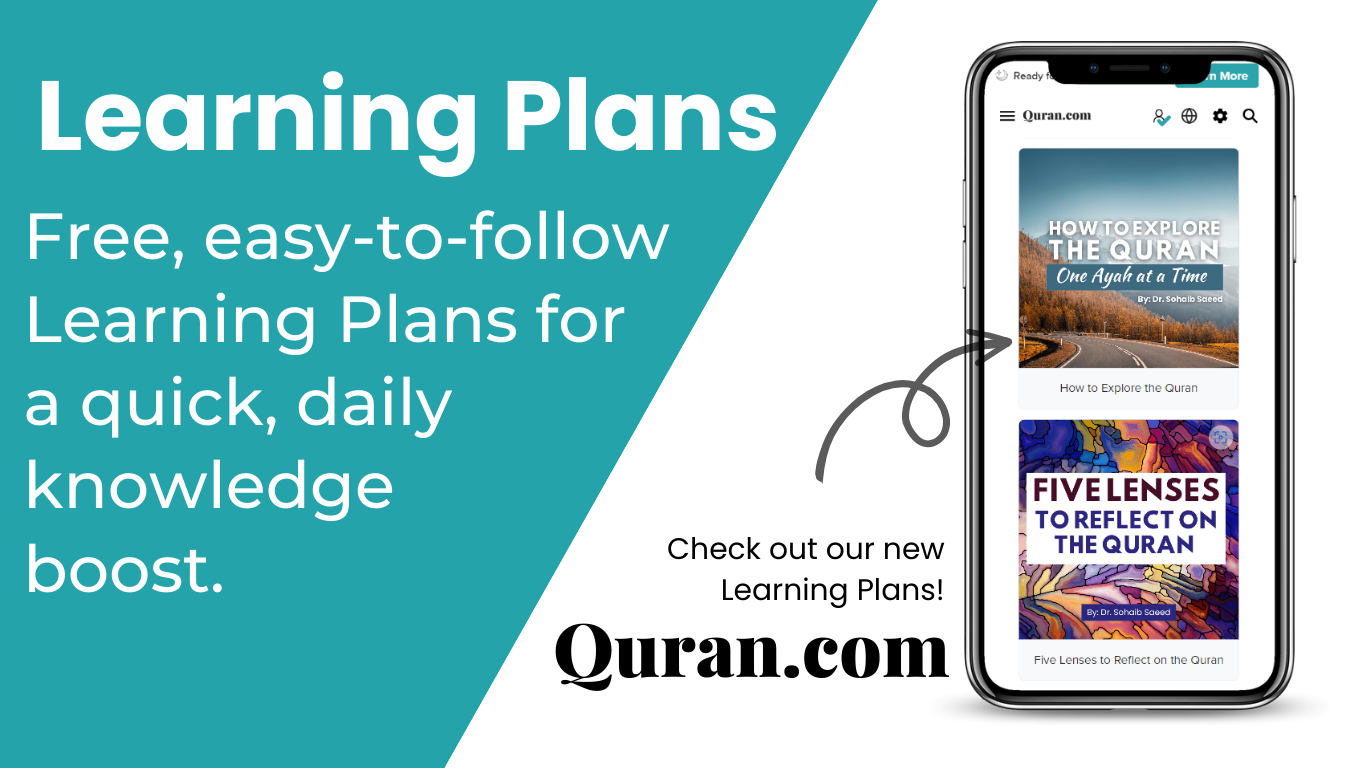 Learning Plans
Free, easy-to-follow
Learning Plans for
a quick, daily
knowledge
boost.
Check out our new
Learning Plans!
Quran.com
Ready
More
Quran.com
HOW TO EXPLORE
THE QURAN
One Ayah at a Time
By: Dr. Sohaib Saeed
How to Explore the Quran
FIVE LENSES
TO REFLECT ON
THE QURAN
By: Dr. Sohaib Saeed
Five Lenses to Reflect on the Quran